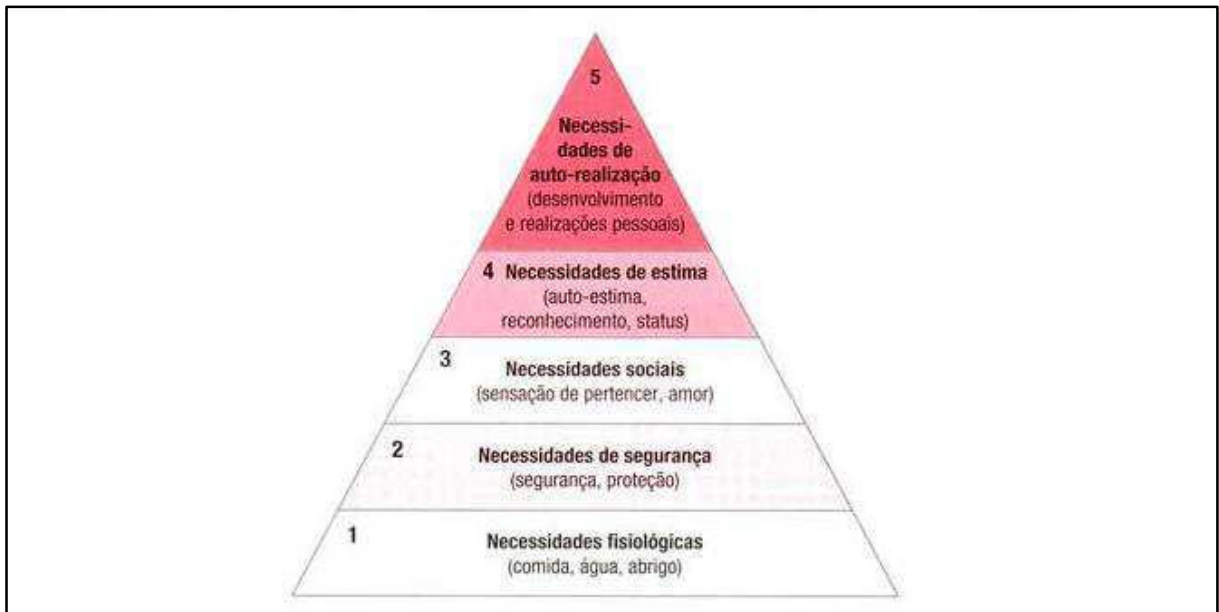 5
Necessi-
dades de
auto-realização
(desenvolvimento
e realizações pessoais)
4 Necessidades de estima
(auto-estima,
reconhecimento, status)
3
Necessidades sociais
(sensação de pertencer, amor)
2
Necessidades de segurança
(segurança, proteção)
1
Necessidades fisiológicas
(comida, água, abrigo)